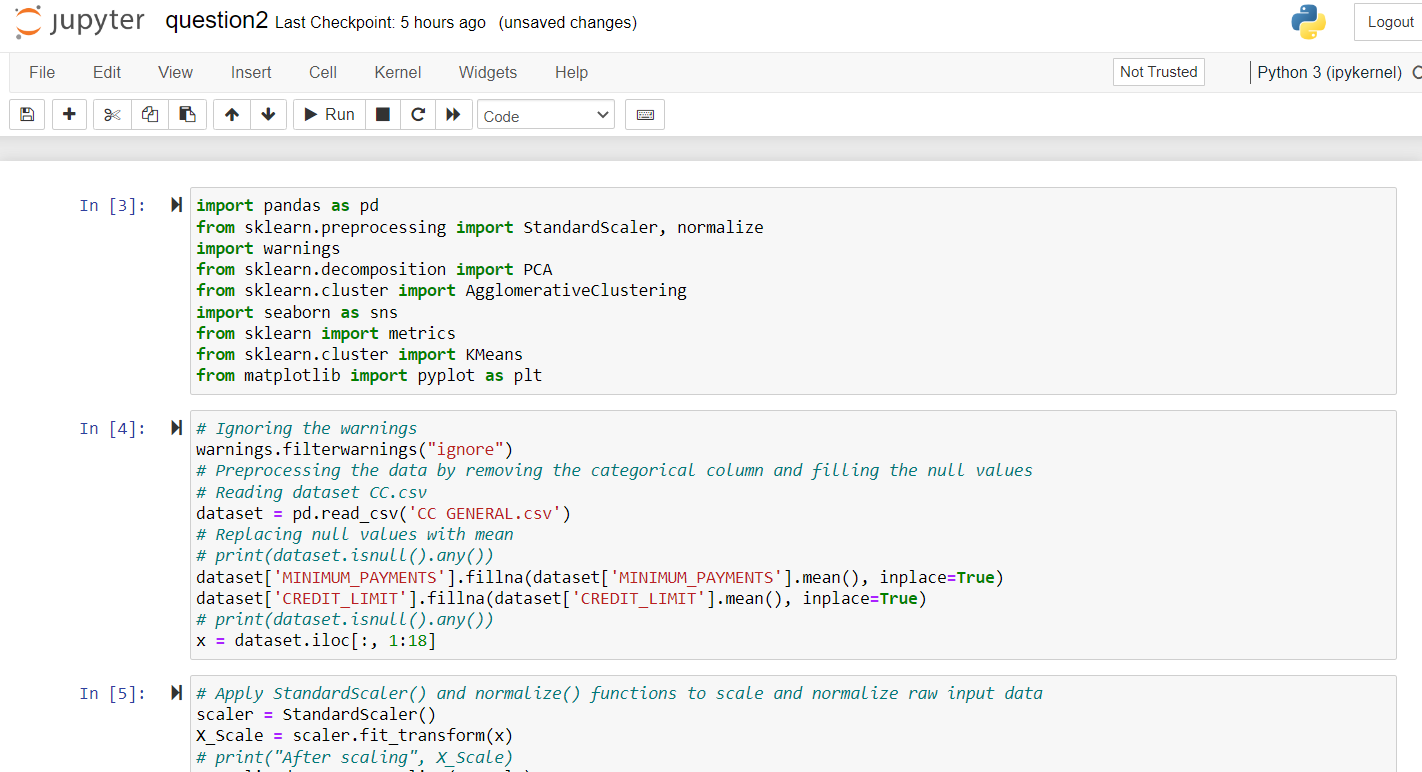 jupyter question2 Last Checkpoint: 5 hours ago (unsaved changes) Logout
File Edit View Insert Cell Kernel Widgets Help Not Trusted Python 3 (ipykernel)
Run Code
In [3]: import pandas as pd
from sklearn.preprocessing import StandardScaler, normalize
import warnings
from sklearn.decomposition import PCA
from sklearn.cluster import AgglomerativeClustering
import seaborn as sns
from sklearn import metrics
from sklearn.cluster import KMeans
from matplotlib import pyplot as plt
In [4]: # Ignoring the warnings
warnings.filterwarnings("ignore")
# Preprocessing the data by removing the categorical column and filling the null values
# Reading dataset CC.csv
dataset = pd.read_csv('CC GENERAL.csv')
# Replacing null values with mean
# print(dataset.isnull().any())
dataset['MINIMUM_PAYMENTS'].fillna(dataset['MINIMUM_PAYMENTS'].mean(), inplace=True)
dataset['CREDIT_LIMIT'].fillna(dataset['CREDIT_LIMIT'].mean(), inplace=True)
# print(dataset.isnull().any())
x = dataset.iloc[:, 1:18]
In [5]: # Apply StandardScaler() and normalize() functions to scale and normalize raw input data
scaler = StandardScaler()
X_Scale = scaler.fit_transform(x)
# print("After scaling", X_Scale)